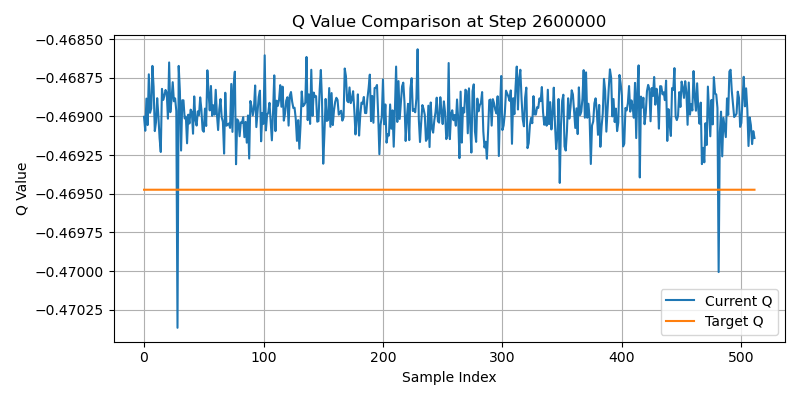 Q Value Comparison at Step 2600000
−0.46850
−0.46875
−0.46900
−0.46925
−0.46950
−0.46975
−0.47000
−0.47025
Q Value
0 100 200 300 400 500
Sample Index
Current Q
Target Q